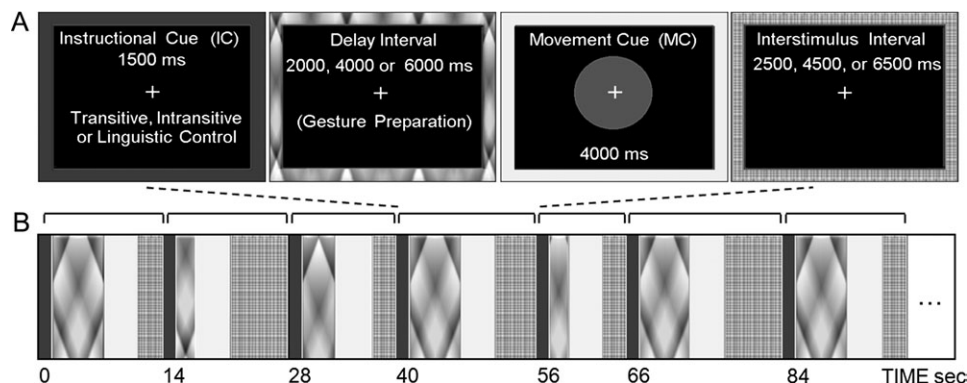 A
Instructional Cue (IC)
1500 ms
Transitive, Intransitive
or Linguistic Control
Delay Interval
2000, 4000 or 6000 ms
(Gesture Preparation)
Movement Cue (MC)
4000 ms
Interstimulus Interval
2500, 4500, or 6500 ms
B
0 14 28 40 56 66 84 TIME sec
...